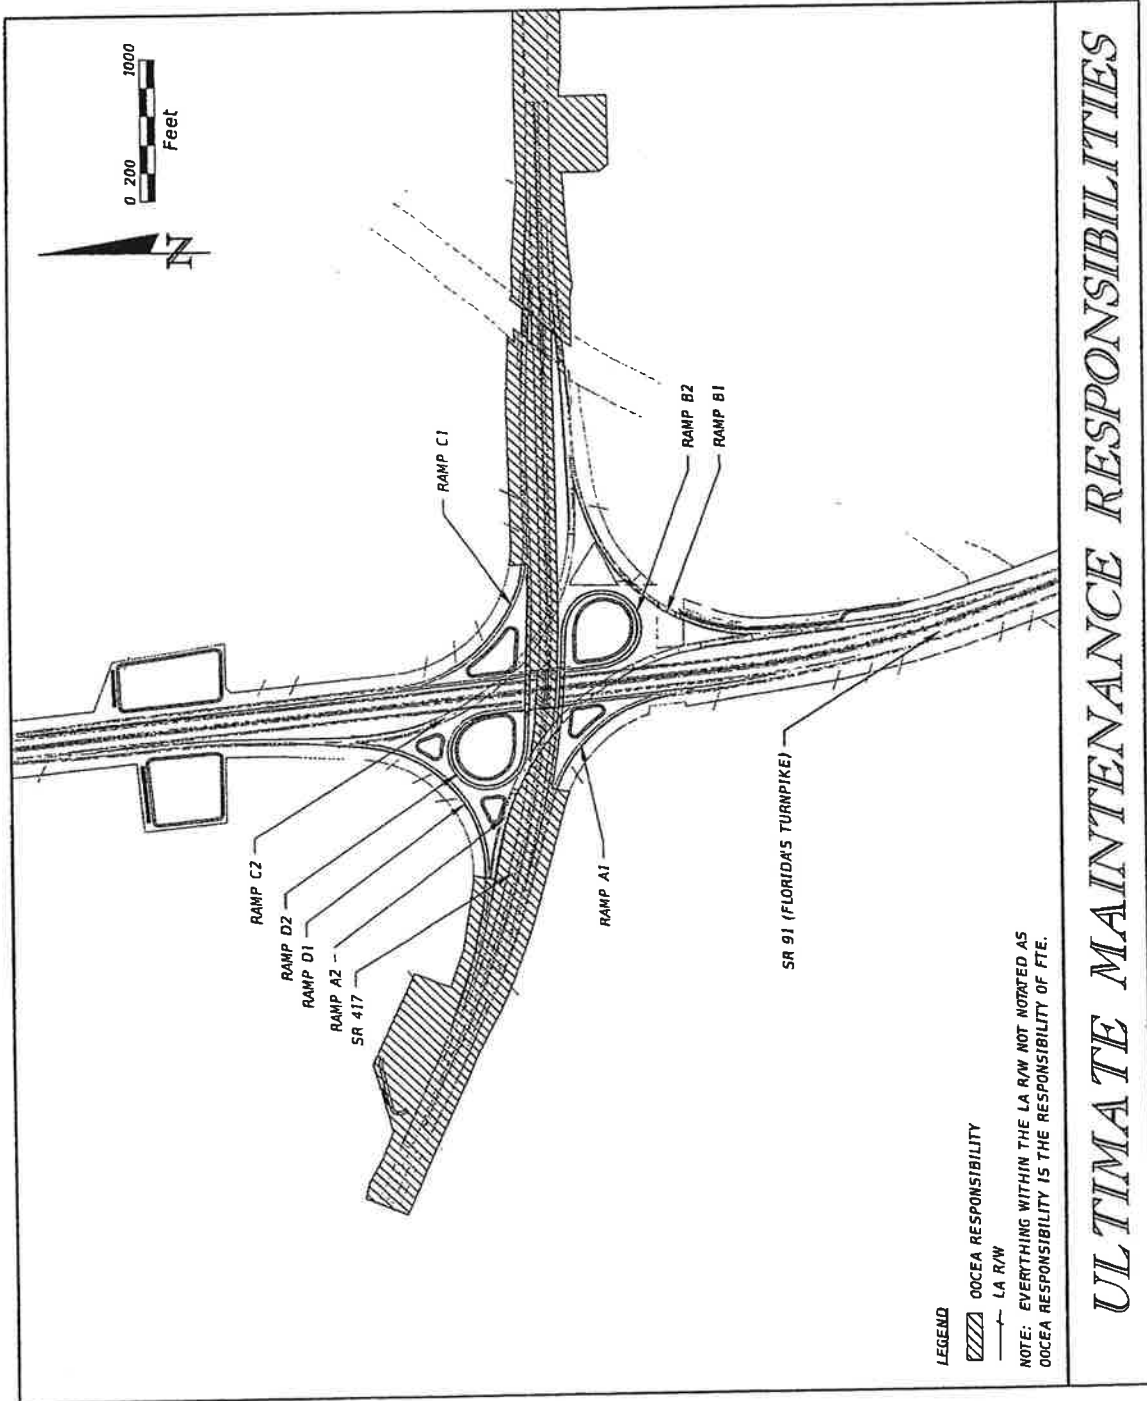 0 200 1000
Feet
N
RAMP C1
RAMP C2
RAMP D2
RAMP D1
RAMP A2
SR 417
RAMP B2
RAMP B1
RAMP A1
SR 91 (FLORIDA'S TURNPIKE)
LEGEND
OOCEA RESPONSIBILITY
LA R/W
NOTE: EVERYTHING WITHIN THE LA R/W NOT NOTATED AS
OOCEA RESPONSIBILITY IS THE RESPONSIBILITY OF FTE.
ULTIMATE MAINTENANCE RESPONSIBILITIES